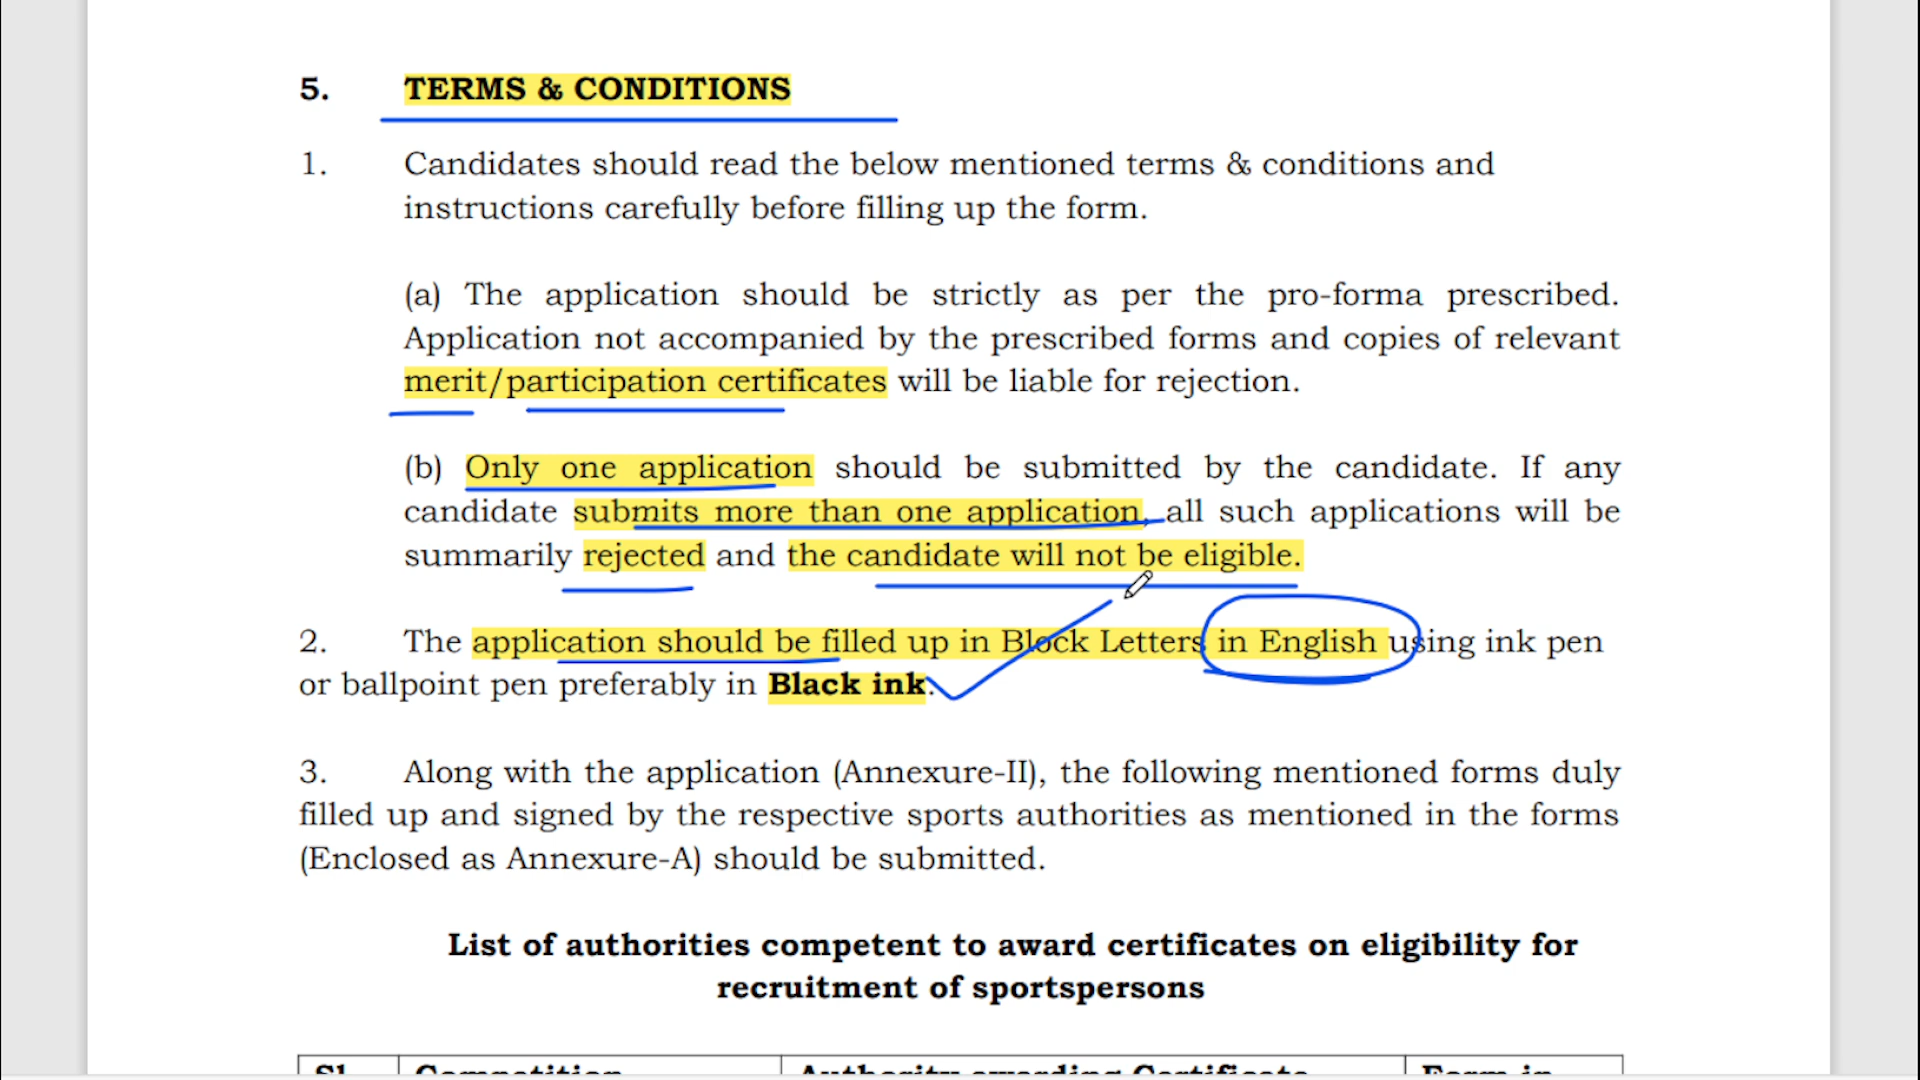 5. TERMS & CONDITIONS
1. Candidates should read the below mentioned terms & conditions and
instructions carefully before filling up the form.
(a) The application should be strictly as per the pro-forma prescribed.
Application not accompanied by the prescribed forms and copies of relevant
merit/participation certificates will be liable for rejection.
(b) Only one application should be submitted by the candidate. If any
candidate submits more than one application, all such applications will be
summarily rejected and the candidate will not be eligible.
2. The application should be filled up in Block Letters in English using ink pen
or ballpoint pen preferably in Black ink.
3. Along with the application (Annexure-II), the following mentioned forms duly
filled up and signed by the respective sports authorities as mentioned in the forms
(Enclosed as Annexure-A) should be submitted.
List of authorities competent to award certificates on eligibility for
recruitment of sportspersons
Sl Competition Authority awarding Certificate Form in